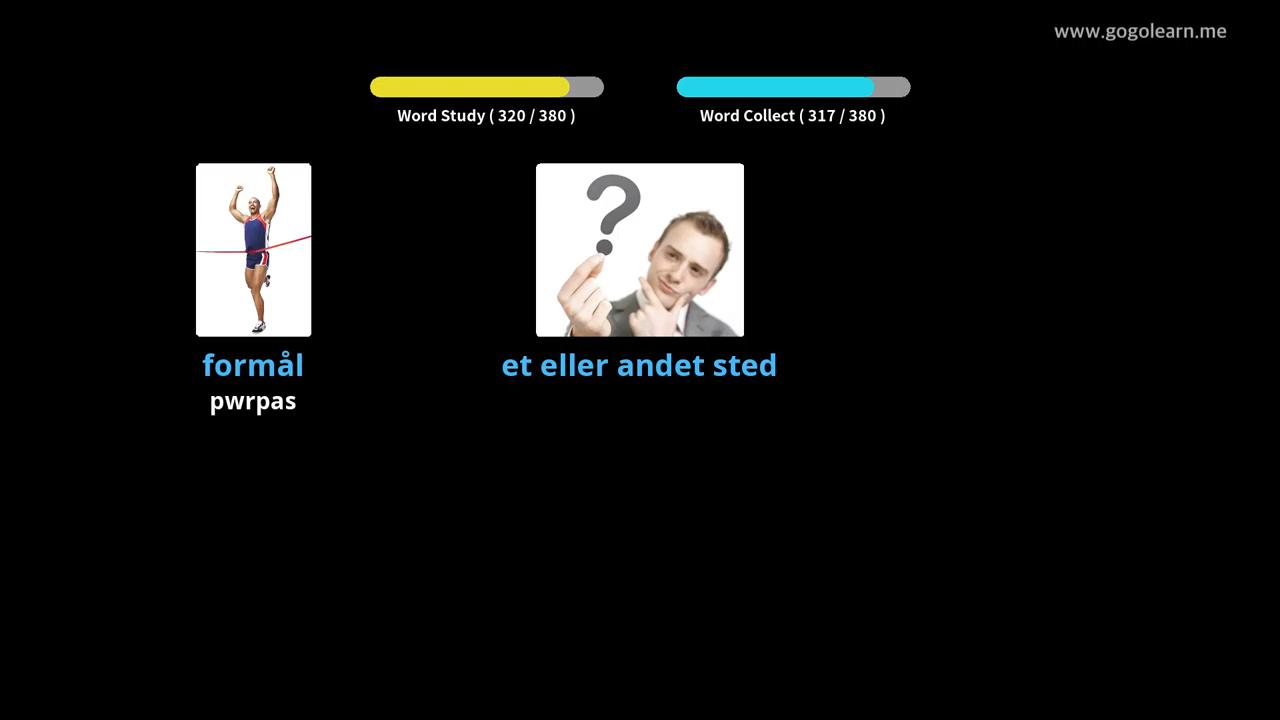 www.gogolearn.me
Word Study ( 320 / 380 )
Word Collect ( 317 / 380 )
formål
et eller andet sted
pwrpas